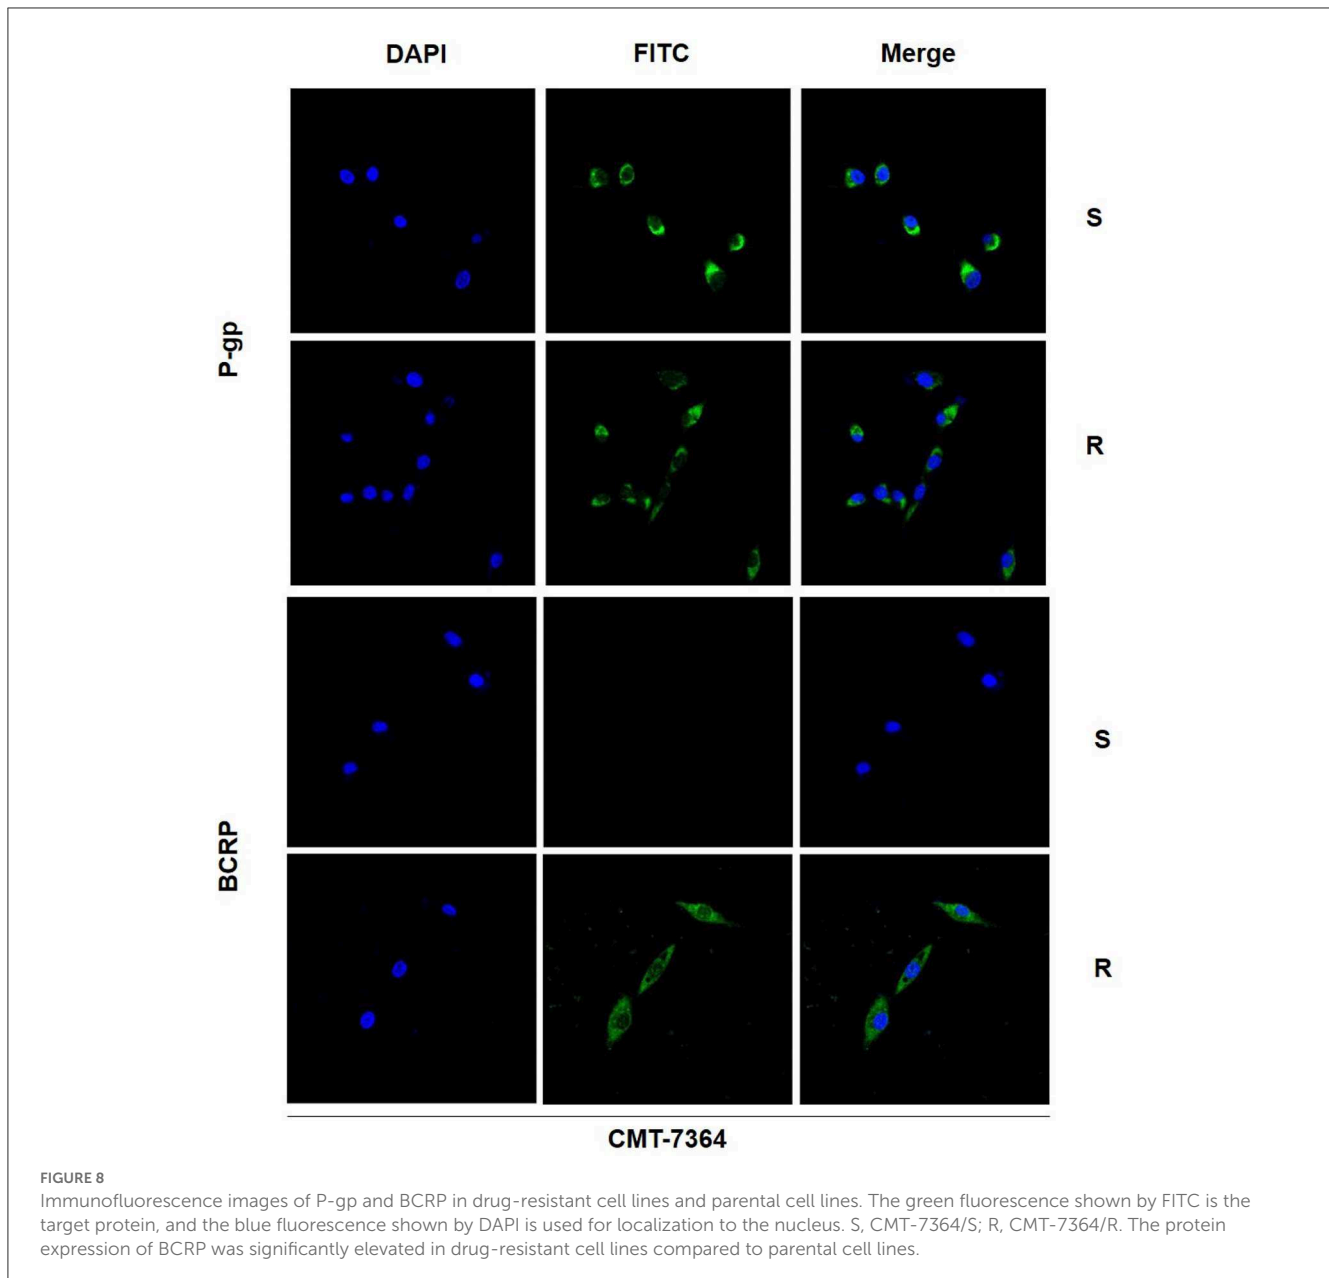 DAPI FITC Merge
S
P-gp
R
S
BCRP
R
CMT-7364
FIGURE 8
Immunofluorescence images of P-gp and BCRP in drug-resistant cell lines and parental cell lines. The green fluorescence shown by FITC is the
target protein, and the blue fluorescence shown by DAPI is used for localization to the nucleus. S, CMT-7364/S; R, CMT-7364/R. The protein
expression of BCRP was significantly elevated in drug-resistant cell lines compared to parental cell lines.